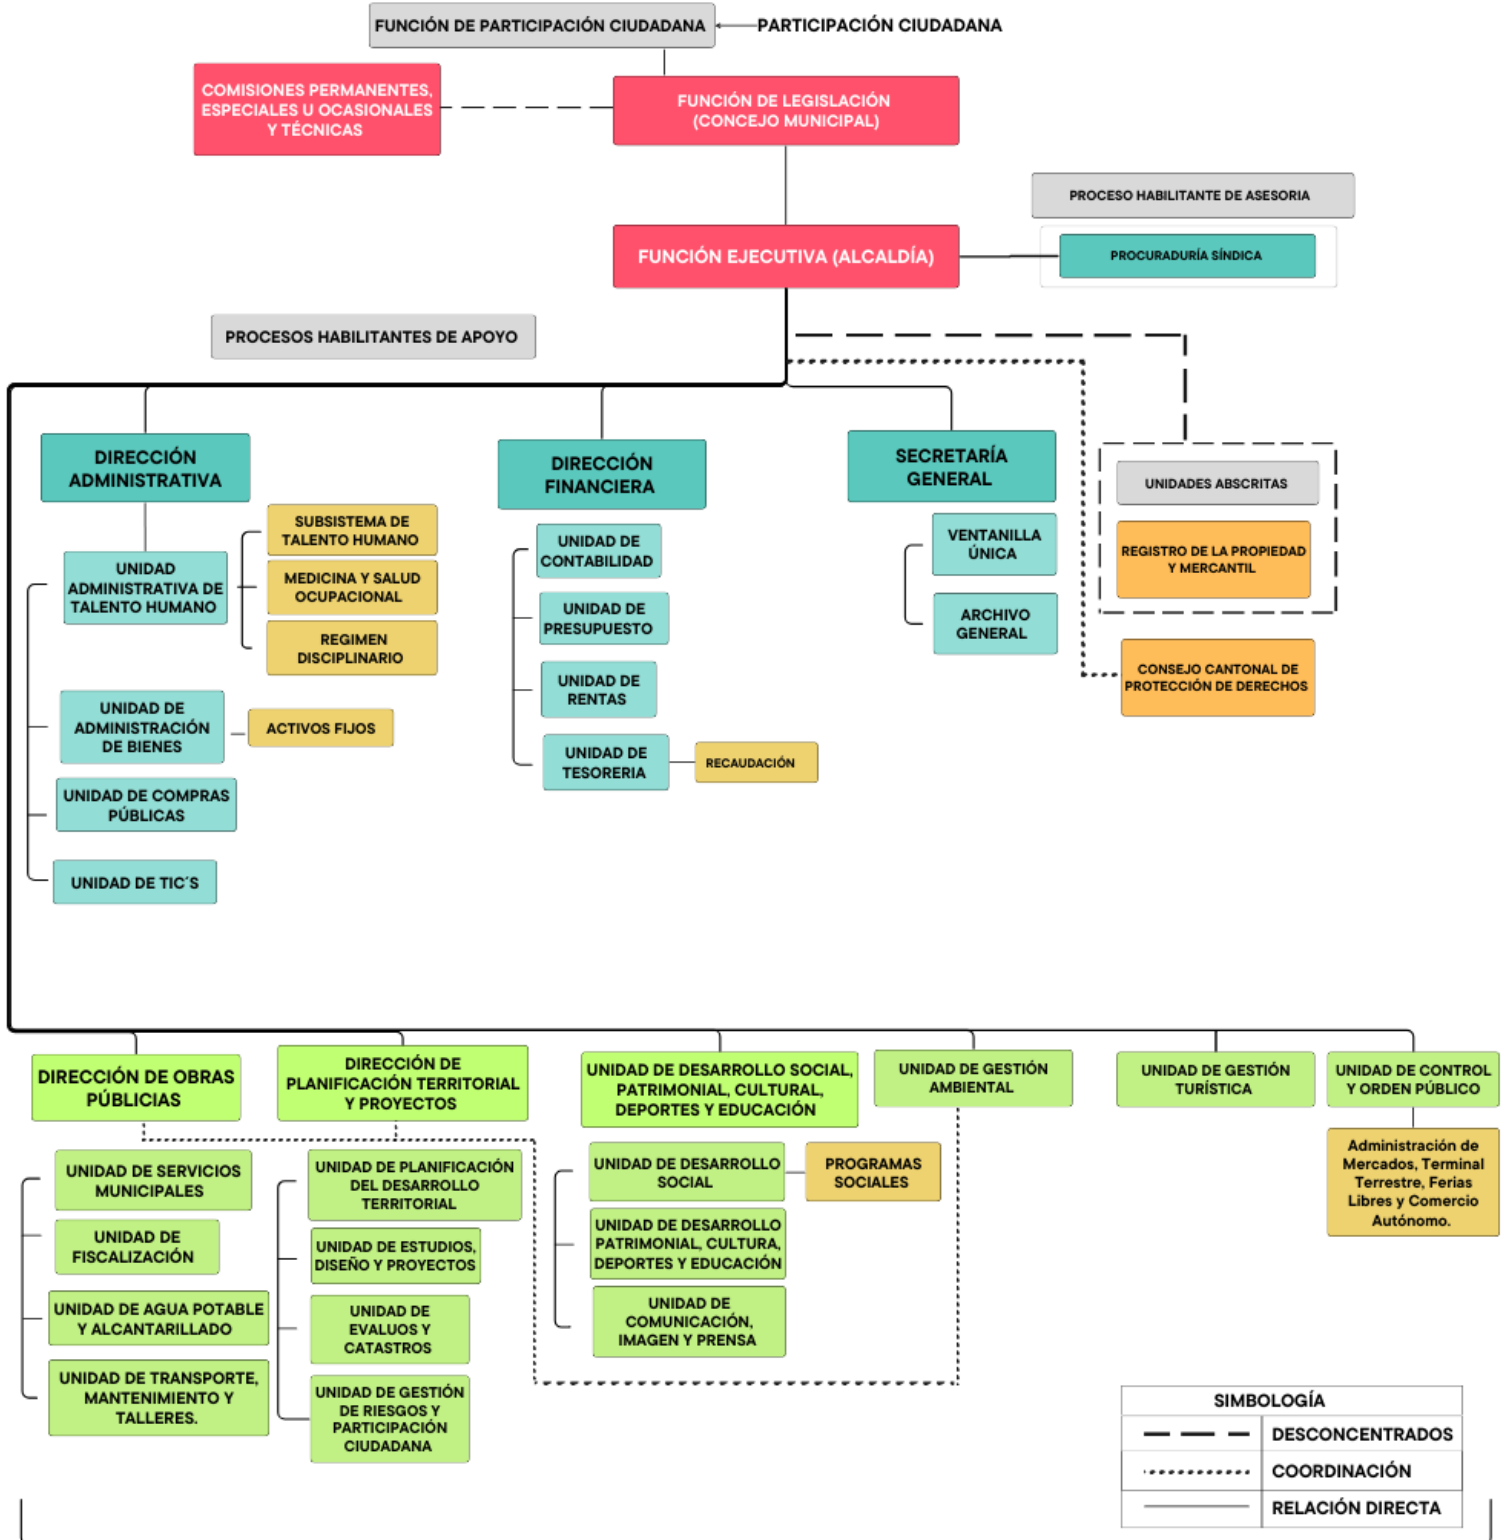 FUNCIÓN DE PARTICIPACIÓN CIUDADANA
PARTICIPACIÓN CIUDADANA
COMISIONES PERMANENTES,
ESPECIALES U OCASIONALES
Y TÉCNICAS
FUNCIÓN DE LEGISLACIÓN
(CONCEJO MUNICIPAL)
PROCESO HABILITANTE DE ASESORIA
FUNCIÓN EJECUTIVA (ALCALDÍA)
PROCURADURÍA SÍNDICA
PROCESOS HABILITANTES DE APOYO
DIRECCIÓN
ADMINISTRATIVA
UNIDAD
ADMINISTRATIVA DE
TALENTO HUMANO
SUBSISTEMA DE
TALENTO HUMANO
MEDICINA Y SALUD
OCUPACIONAL
REGIMEN
DISCIPLINARIO
UNIDAD DE
ADMINISTRACIÓN
DE BIENES
ACTIVOS FIJOS
UNIDAD DE COMPRAS
PÚBLICAS
UNIDAD DE TIC´S
DIRECCIÓN
FINANCIERA
UNIDAD DE
CONTABILIDAD
UNIDAD DE
PRESUPUESTO
UNIDAD DE
RENTAS
UNIDAD DE
TESORERIA
RECAUDACIÓN
SECRETARÍA
GENERAL
VENTANILLA
ÚNICA
ARCHIVO
GENERAL
UNIDADES ABSCRITAS
REGISTRO DE LA PROPIEDAD
Y MERCANTIL
CONSEJO CANTONAL DE
PROTECCIÓN DE DERECHOS
DIRECCIÓN DE OBRAS
PÚBLICIAS
UNIDAD DE SERVICIOS
MUNICIPALES
UNIDAD DE
FISCALIZACIÓN
UNIDAD DE AGUA POTABLE
Y ALCANTARILLADO
UNIDAD DE TRANSPORTE,
MANTENIMIENTO Y
TALLERES.
DIRECCIÓN DE
PLANIFICACIÓN TERRITORIAL
Y PROYECTOS
UNIDAD DE PLANIFICACIÓN
DEL DESARROLLO
TERRITORIAL
UNIDAD DE ESTUDIOS,
DISEÑO Y PROYECTOS
UNIDAD DE
EVALUOS Y
CATASTROS
UNIDAD DE GESTIÓN
DE RIESGOS Y
PARTICIPACIÓN
CIUDADANA
UNIDAD DE DESARROLLO SOCIAL,
PATRIMONIAL, CULTURAL,
DEPORTES Y EDUCACIÓN
UNIDAD DE DESARROLLO
SOCIAL
PROGRAMAS
SOCIALES
UNIDAD DE DESARROLLO
PATRIMONIAL, CULTURA,
DEPORTES Y EDUCACIÓN
UNIDAD DE
COMUNICACIÓN,
IMAGEN Y PRENSA
UNIDAD DE GESTIÓN
AMBIENTAL
UNIDAD DE GESTIÓN
TURÍSTICA
UNIDAD DE CONTROL
Y ORDEN PÚBLICO
Administración de
Mercados, Terminal
Terrestre, Ferias
Libres y Comercio
Autónomo.
SIMBOLOGÍA
DESCONCENTRADOS
COORDINACIÓN
RELACIÓN DIRECTA